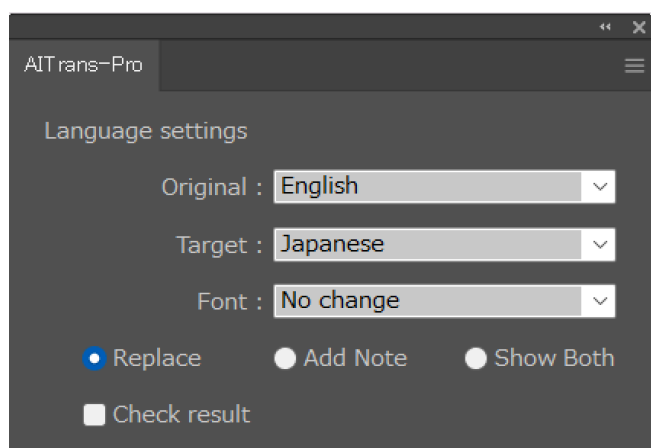 AITrans-Pro
Language settings
Original : English
Target : Japanese
Font : No change
Replace Add Note Show Both
Check result